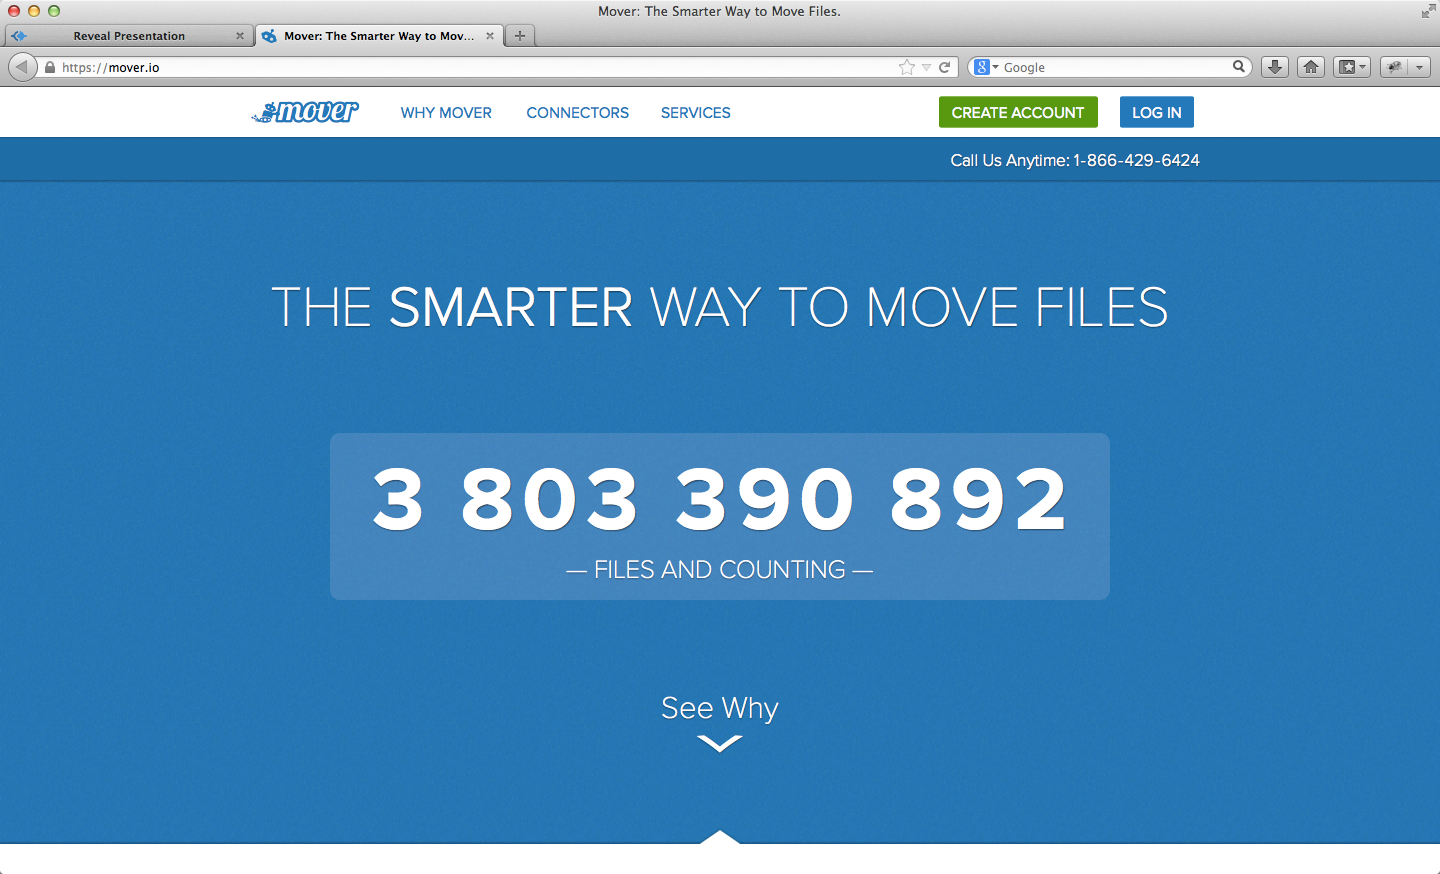 Mover: The Smarter Way to Move Files.
Reveal Presentation
Mover: The Smarter Way to Mov...
https://mover.io
Google
mover
WHY MOVER
CONNECTORS
SERVICES
CREATE ACCOUNT
LOG IN
Call Us Anytime: 1-866-429-6424
THE SMARTER WAY TO MOVE FILES
3 803 390 892
— FILES AND COUNTING —
See Why